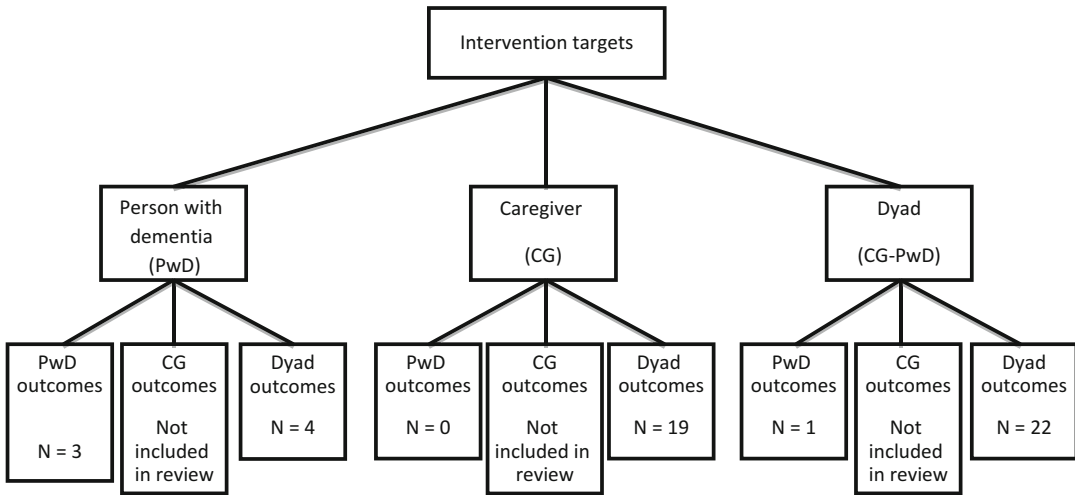 Intervention targets
Person with
dementia
(PwD)
Caregiver
(CG)
Dyad
(CG-PwD)
PwD
outcomes
N = 3
CG
outcomes
Not
included
in review
Dyad
outcomes
N = 4
PwD
outcomes
N = 0
CG
outcomes
Not
included in
review
Dyad
outcomes
N = 19
PwD
outcomes
N = 1
CG
outcomes
Not
included
in review
Dyad
outcomes
N = 22